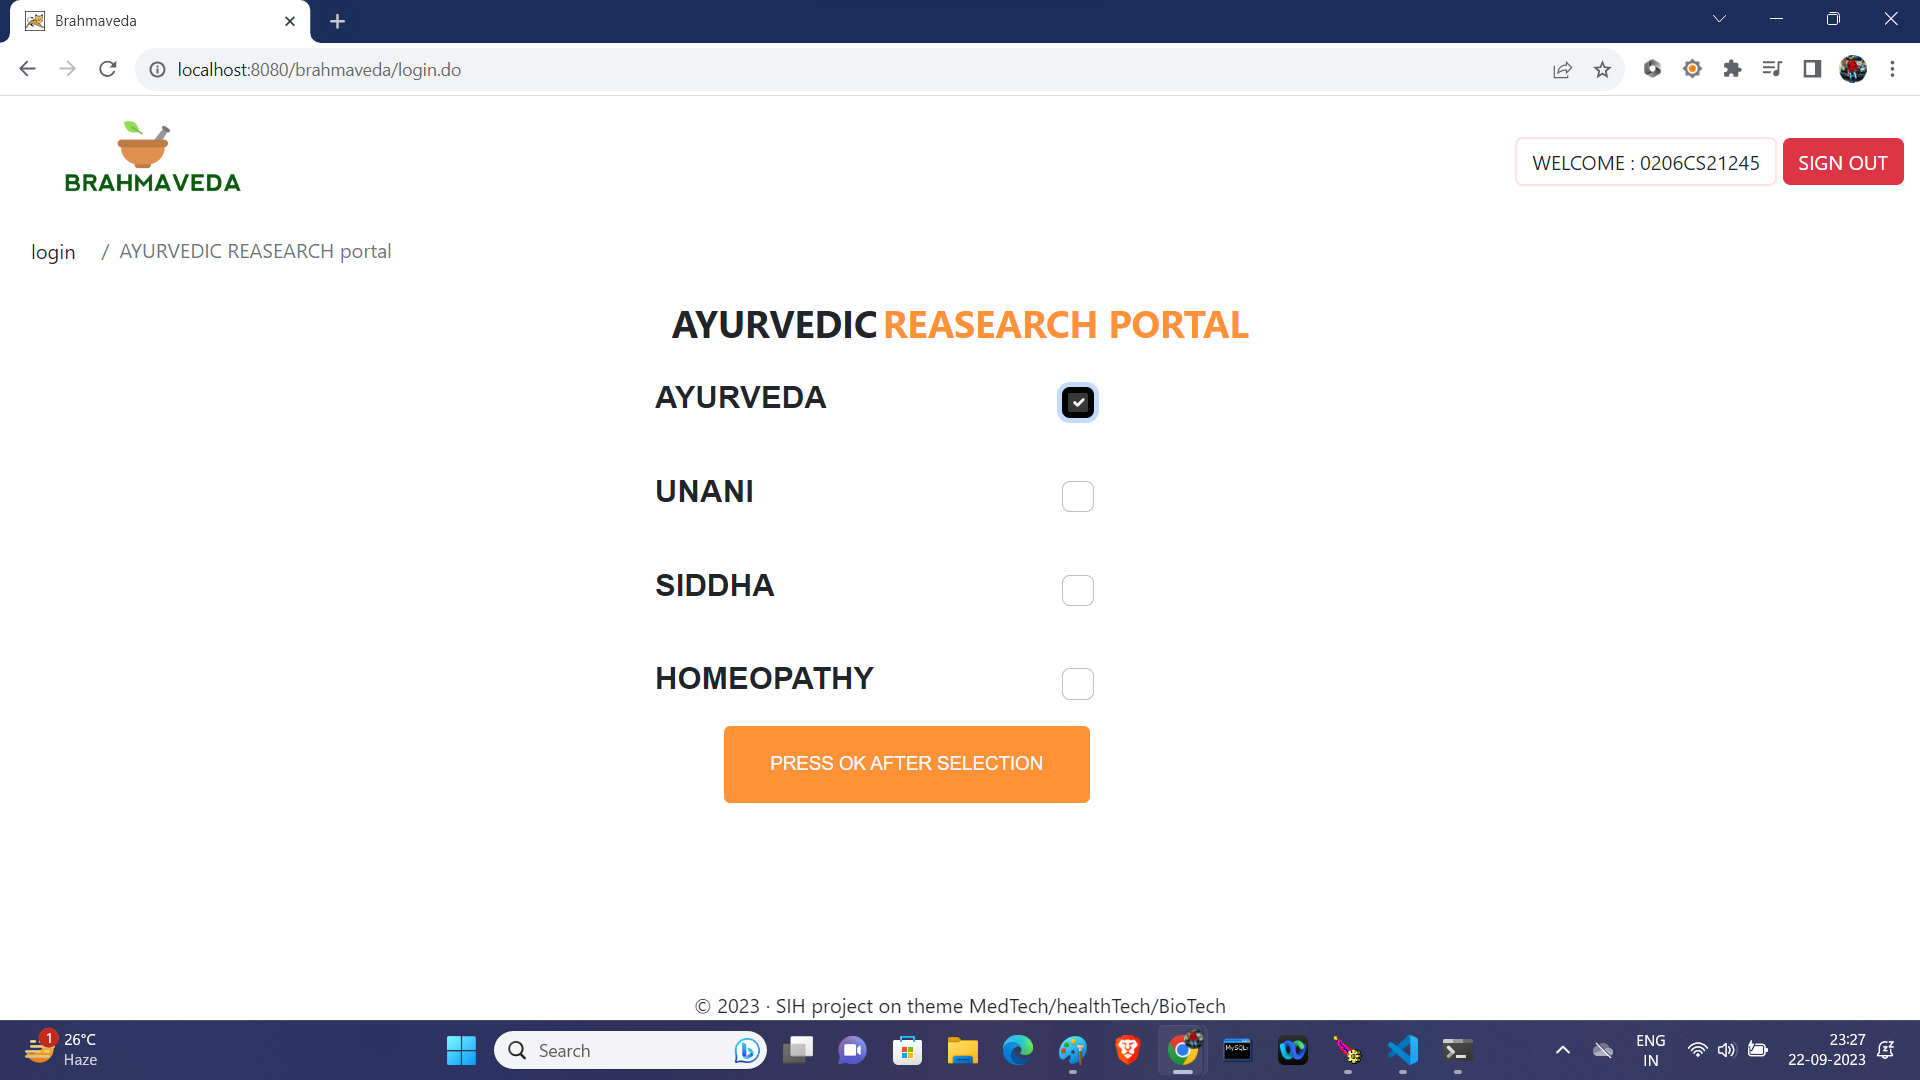 Brahmaveda
localhost:8080/brahmaveda/login.do
BRAHMAVEDA
WELCOME : 0206CS21245
SIGN OUT
login / AYURVEDIC REASEARCH portal
AYURVEDIC REASEARCH PORTAL
AYURVEDA
UNANI
SIDDHA
HOMEOPATHY
PRESS OK AFTER SELECTION
© 2023 · SIH project on theme MedTech/healthTech/BioTech
1
26°C
Haze
Search
MySQL
ENG
IN
23:27
22-09-2023